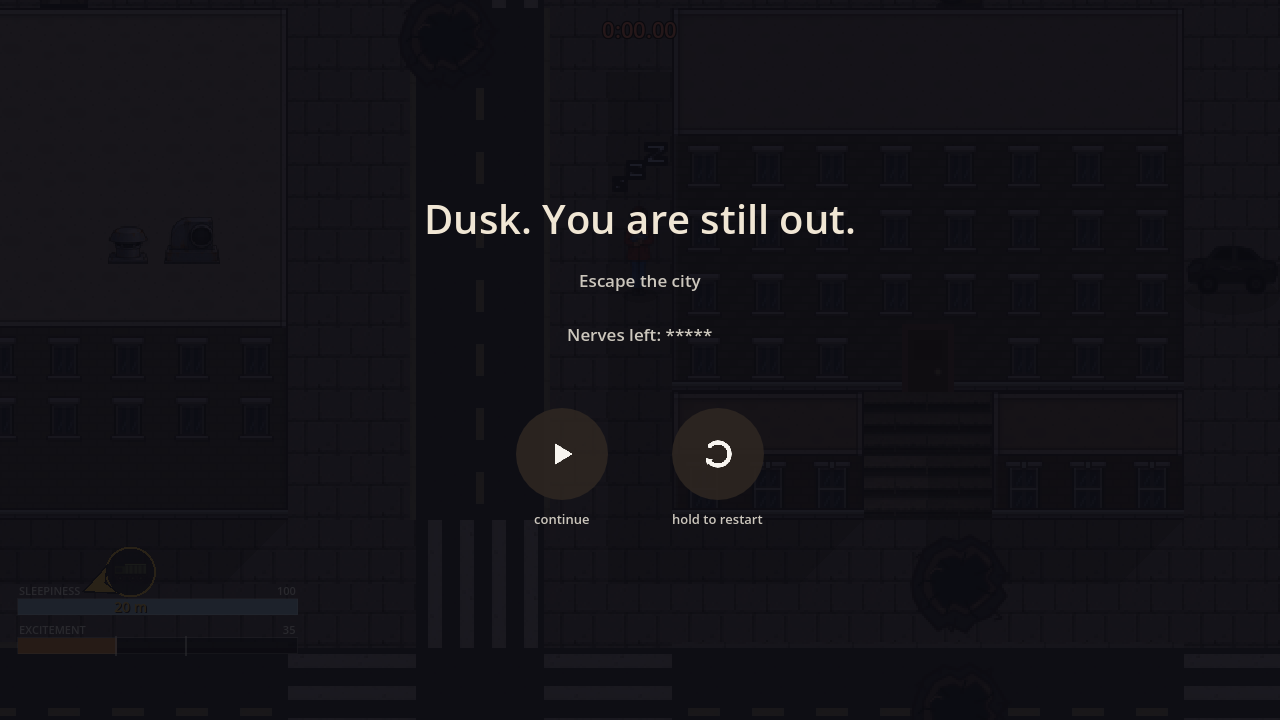 0:00.00
Dusk. You are still out.
Escape the city
Nerves left: *****
continue
hold to restart
SLEEPINESS 100
20 m
EXCITEMENT 35